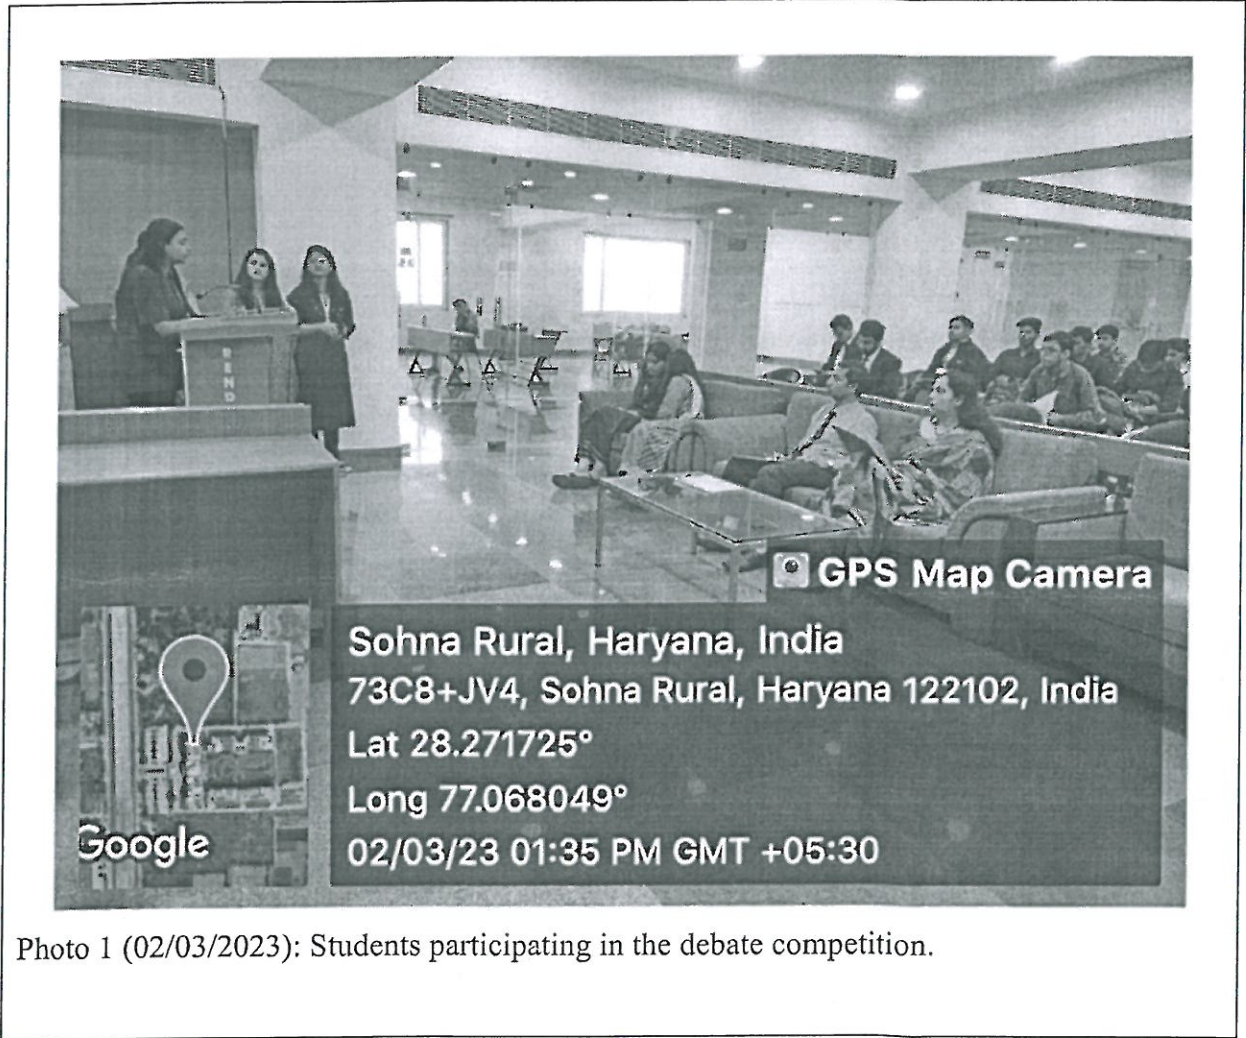 GPS Map Camera
Sohna Rural, Haryana, India
73C8+JV4, Sohna Rural, Haryana 122102, India
Lat 28.271725°
Long 77.068049°
02/03/23 01:35 PM GMT +05:30
Google
Photo 1 (02/03/2023): Students participating in the debate competition.